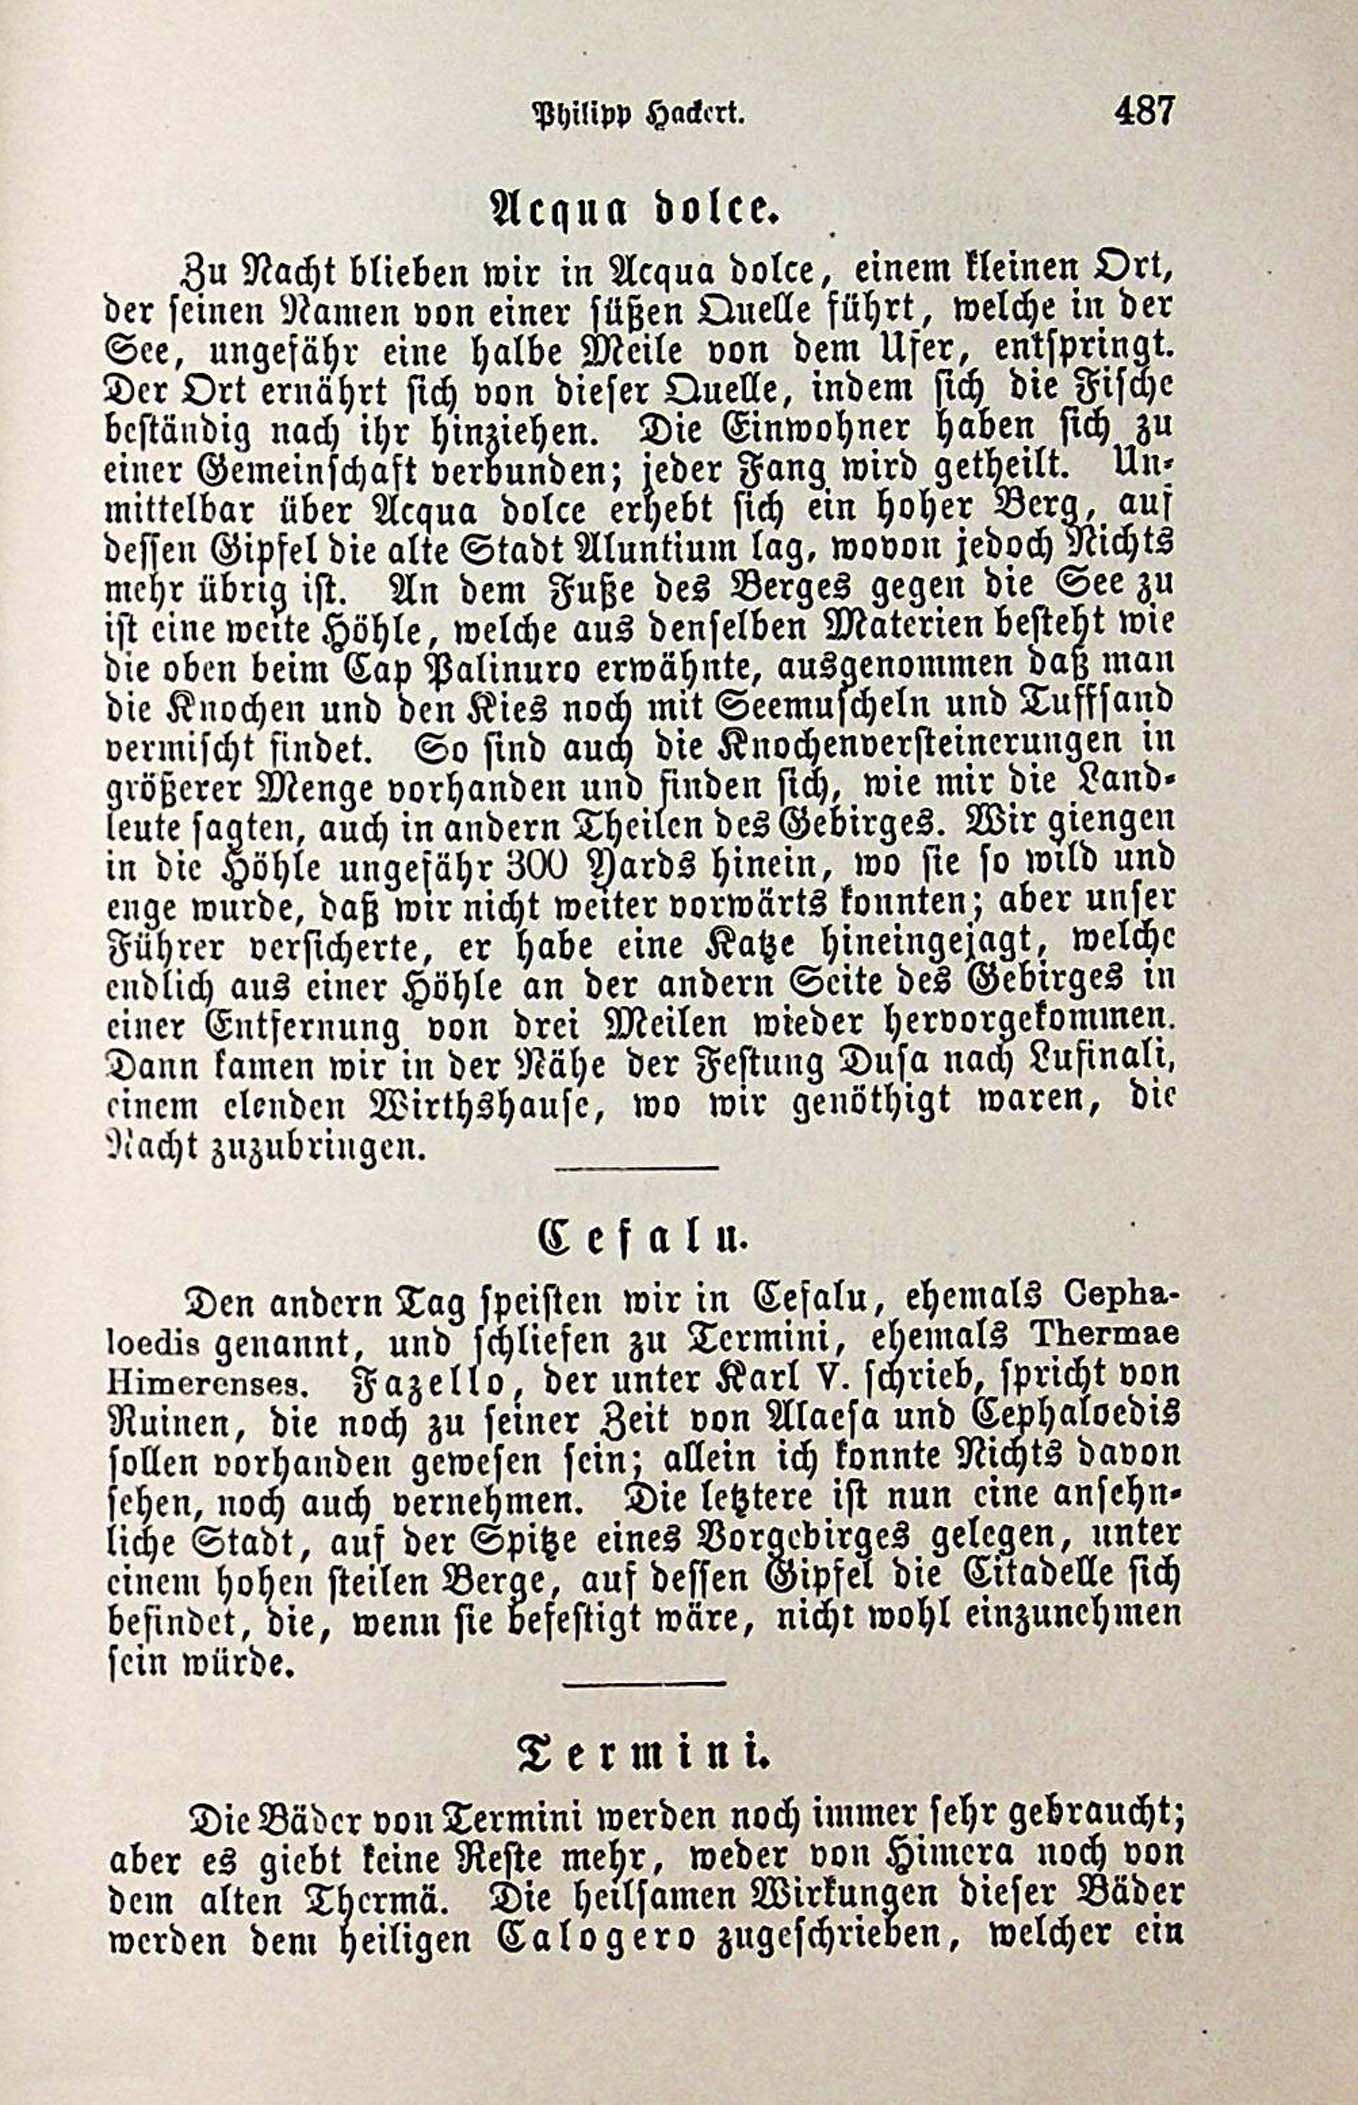 Philipp Hackert. 487
Acqua dolce.
Zu Nacht blieben wir in Acqua dolce, einem kleinen Ort,
der seinen Namen von einer süßen Quelle führt, welche in der
See, ungefähr eine halbe Meile von dem Ufer, entspringt.
Der Ort ernährt sich von dieser Quelle, indem sich die Fische
beständig nach ihr hinziehen. Die Einwohner haben sich zu
einer Gemeinschaft verbunden; jeder Fang wird getheilt. Un-
mittelbar über Acqua dolce erhebt sich ein hoher Berg, auf
dessen Gipfel die alte Stadt Aluntium lag, wovon jedoch Nichts
mehr übrig ist. An dem Fuße des Berges gegen die See zu
ist eine weite Höhle, welche aus denselben Materien besteht wie
die oben beim Cap Palinuro erwähnte, ausgenommen daß man
die Knochen und den Kies noch mit Seemuscheln und Tuffsand
vermischt findet. So sind auch die Knochenversteinerungen in
größerer Menge vorhanden und finden sich, wie mir die Land-
leute sagten, auch in andern Theilen des Gebirges. Wir giengen
in die Höhle ungefähr 300 Yards hinein, wo sie so wild und
enge wurde, daß wir nicht weiter vorwärts konnten; aber unser
Führer versicherte, er habe eine Katze hineingejagt, welche
endlich aus einer Höhle an der andern Seite des Gebirges in
einer Entfernung von drei Meilen wieder hervorgekommen.
Dann kamen wir in der Nähe der Festung Dusa nach Lufinali,
einem elenden Wirthshause, wo wir genöthigt waren, die
Nacht zuzubringen.
Cefalu.
Den andern Tag speisten wir in Cefalu, ehemals Cepha-
loedis genannt, und schliefen zu Termini, ehemals Thermae
Himerenses. Fazello, der unter Karl V. schrieb, spricht von
Ruinen, die noch zu seiner Zeit von Alaesa und Cephaloedis
sollen vorhanden gewesen sein; allein ich konnte Nichts davon
sehen, noch auch vernehmen. Die letztere ist nun eine ansehn-
liche Stadt, auf der Spitze eines Vorgebirges gelegen, unter
einem hohen steilen Berge, auf dessen Gipfel die Citadelle sich
befindet, die, wenn sie befestigt wäre, nicht wohl einzunehmen
sein würde.
Termini.
Die Bäder von Termini werden noch immer sehr gebraucht;
aber es giebt keine Reste mehr, weder von Himera noch von
dem alten Thermä. Die heilsamen Wirkungen dieser Bäder
werden dem heiligen Calogero zugeschrieben, welcher ein